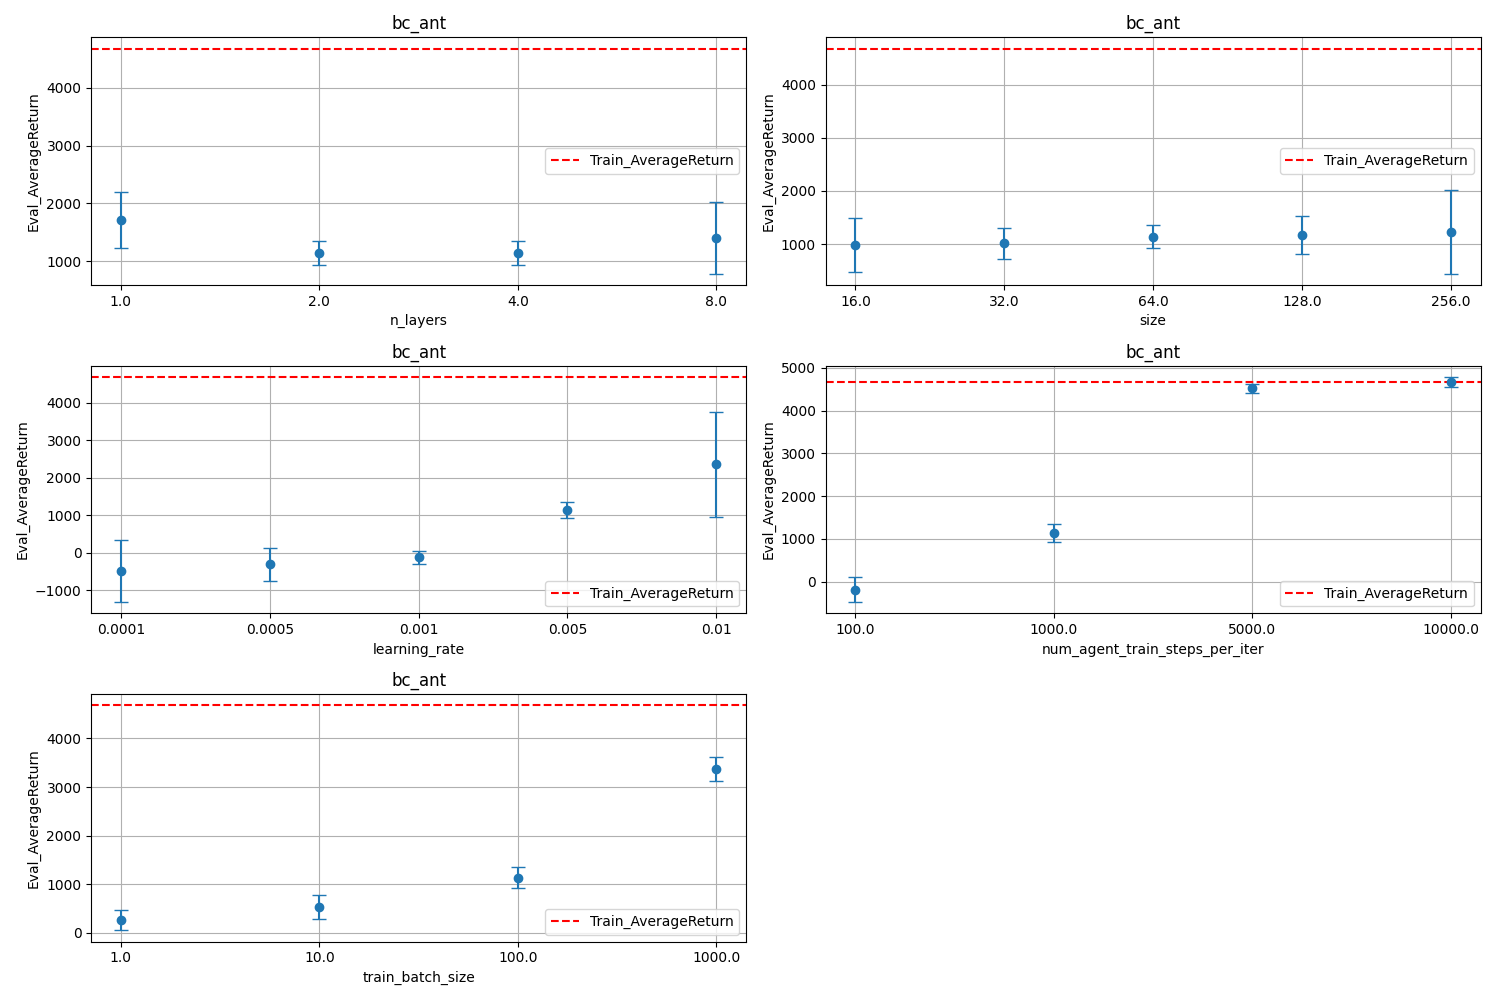 bc_ant
Eval_AverageReturn
4000
3000
2000
1000
Train_AverageReturn
1.0 2.0 4.0 8.0
n_layers
bc_ant
Eval_AverageReturn
4000
3000
2000
1000
Train_AverageReturn
16.0 32.0 64.0 128.0 256.0
size
bc_ant
Eval_AverageReturn
4000
3000
2000
1000
0
−1000
Train_AverageReturn
0.0001 0.0005 0.001 0.005 0.01
learning_rate
bc_ant
Eval_AverageReturn
5000
4000
3000
2000
1000
0
Train_AverageReturn
100.0 1000.0 5000.0 10000.0
num_agent_train_steps_per_iter
bc_ant
Eval_AverageReturn
4000
3000
2000
1000
0
Train_AverageReturn
1.0 10.0 100.0 1000.0
train_batch_size